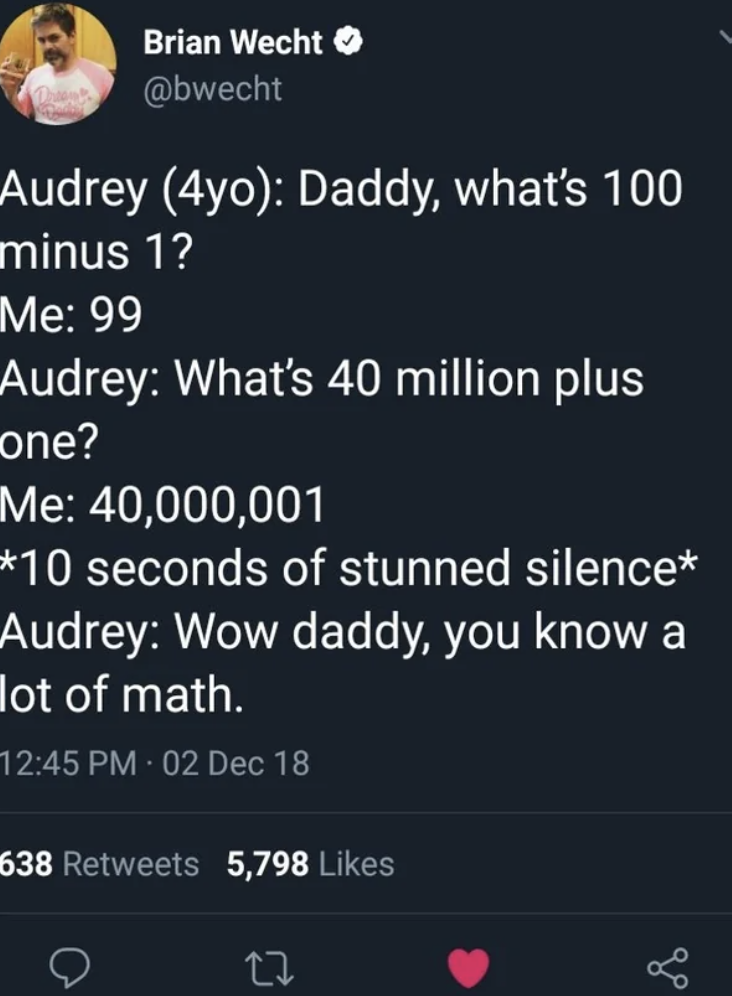 Brian Wecht
@bwecht
Audrey (4yo): Daddy, what's 100
minus 1?
Me: 99
Audrey: What's 40 million plus
one?
Me: 40,000,001
*10 seconds of stunned silence*
Audrey: Wow daddy, you know a
lot of math.
12:45 PM · 02 Dec 18
638 Retweets 5,798 Likes